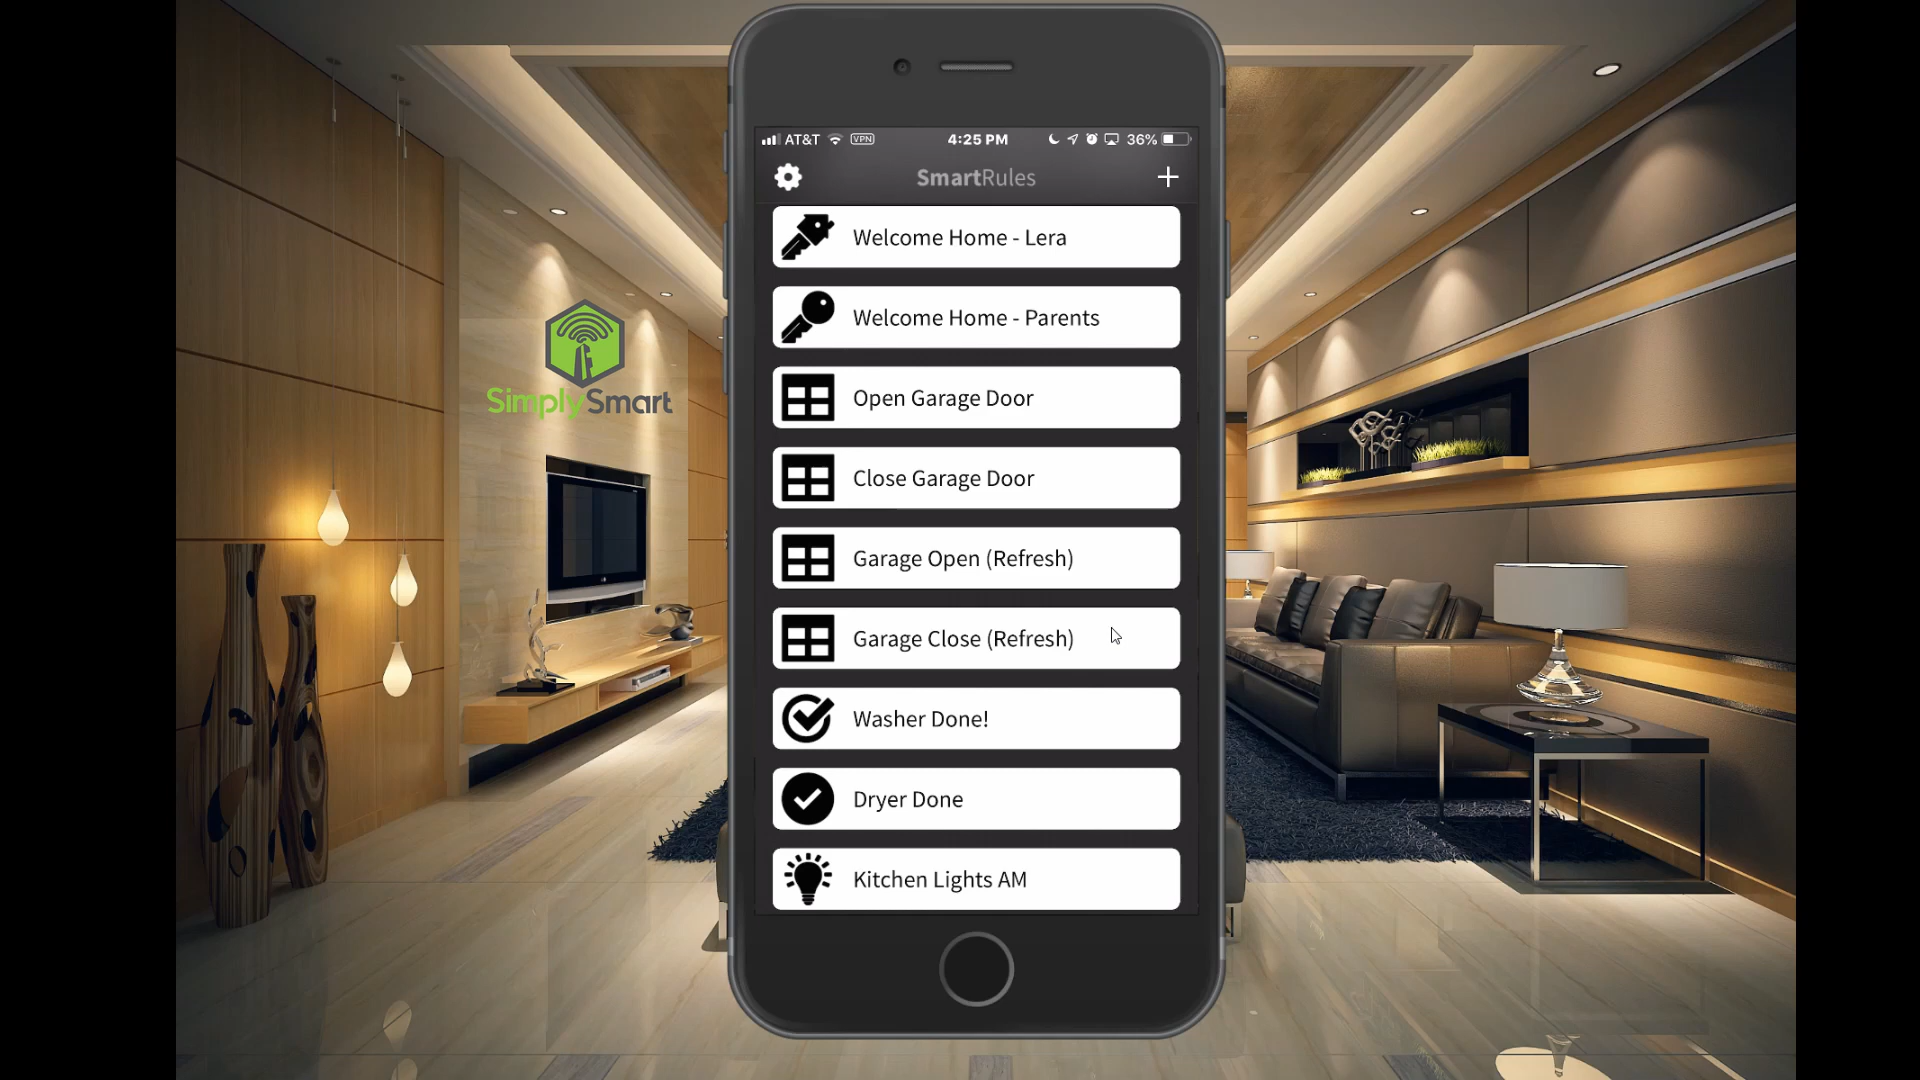 AT&T VPN 4:25 PM 36%
SmartRules
Welcome Home - Lera
Welcome Home - Parents
Open Garage Door
Close Garage Door
Garage Open (Refresh)
Garage Close (Refresh)
Washer Done!
Dryer Done
Kitchen Lights AM
SimplySmart